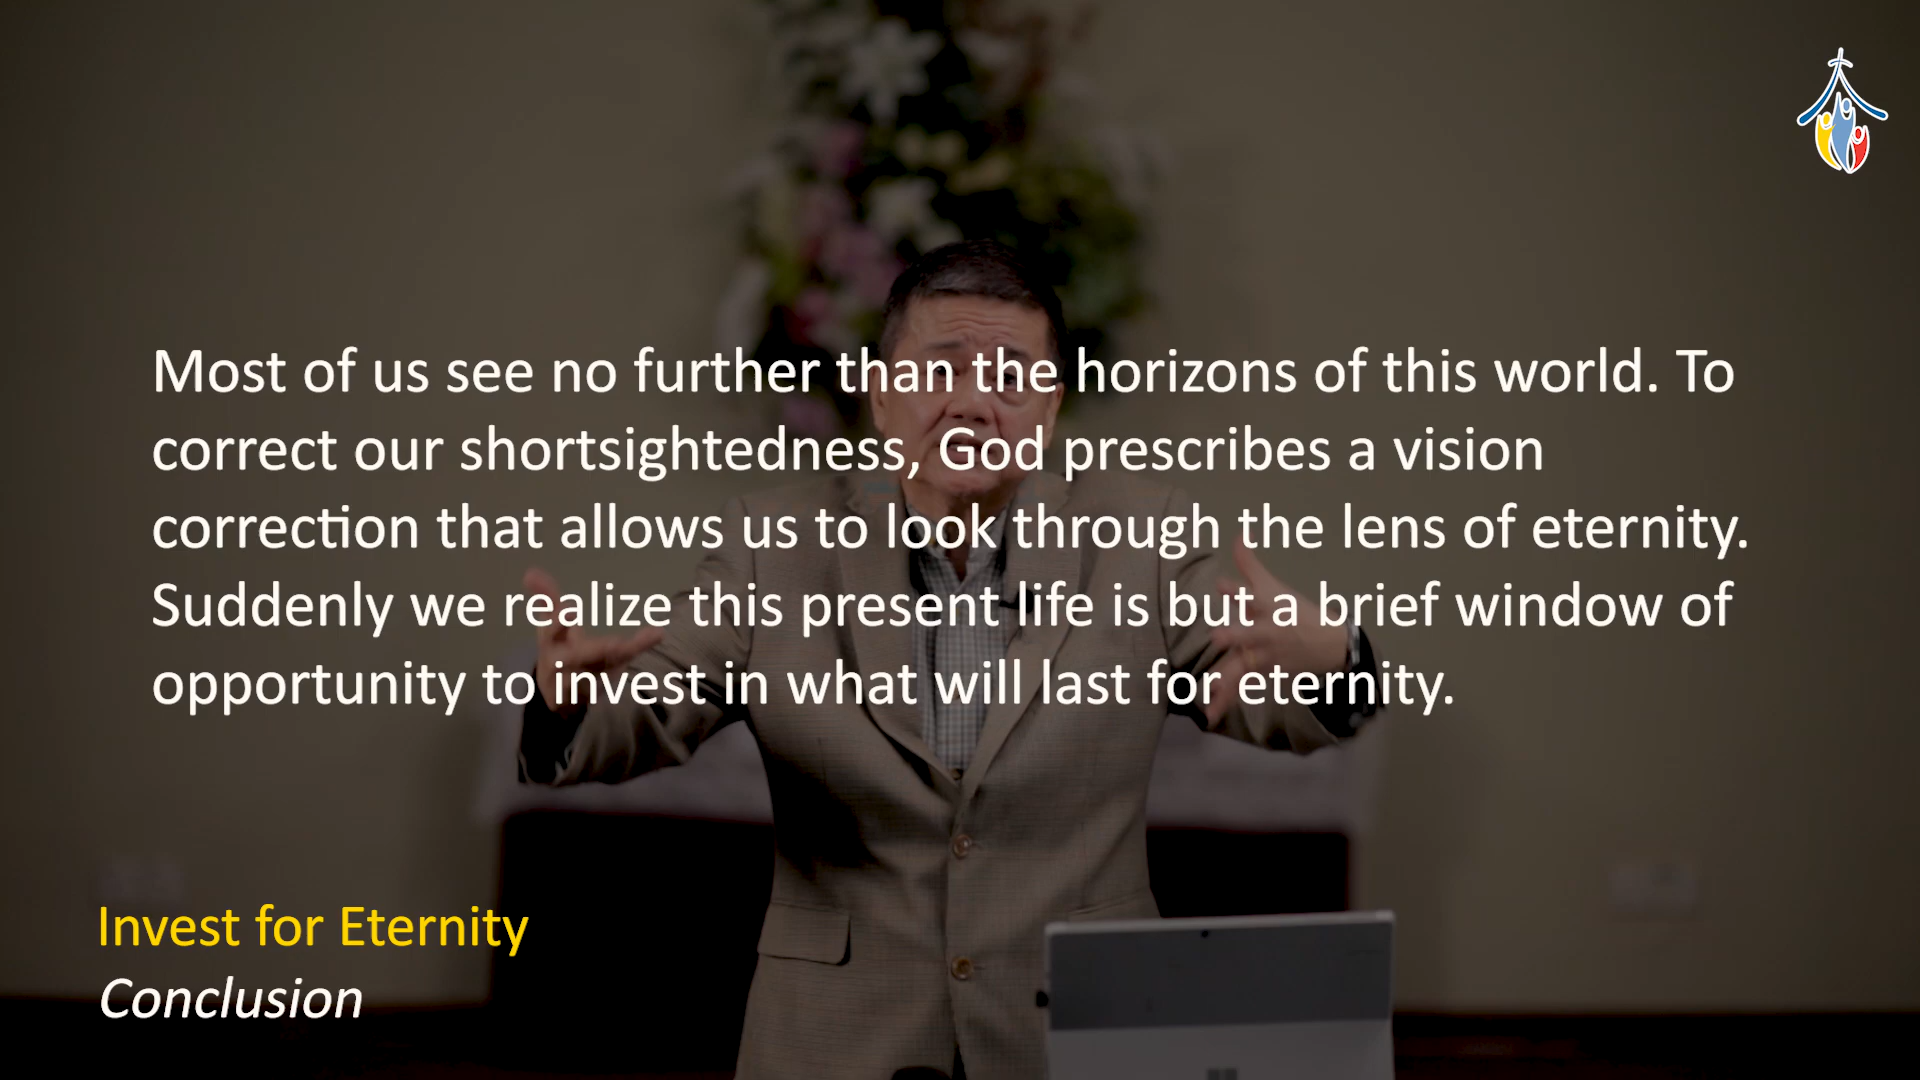 Most of us see no further than the horizons of this world. To
correct our shortsightedness, God prescribes a vision
correction that allows us to look through the lens of eternity.
Suddenly we realize this present life is but a brief window of
opportunity to invest in what will last for eternity.
Invest for Eternity
Conclusion